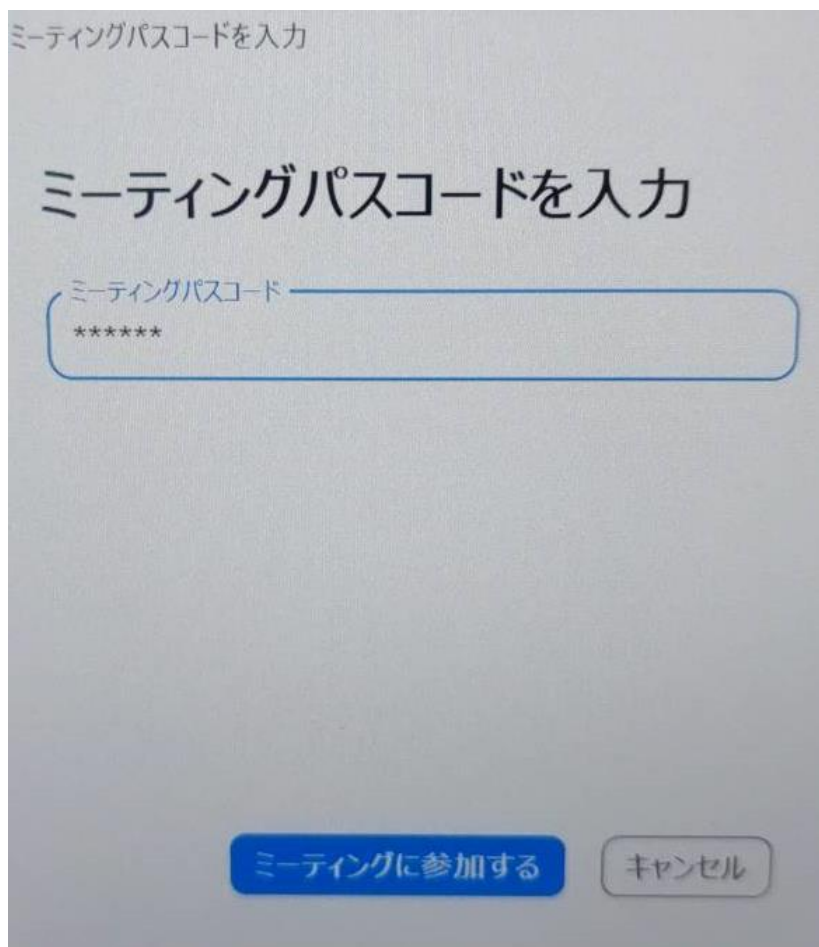 ミーティングパスコードを入力
ミーティングパスコードを入力
ミーティングパスコード
******
ミーティングに参加する
キャンセル